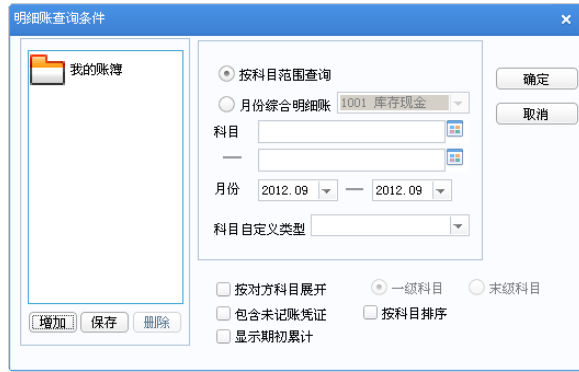 明细账查询条件
我的账簿
按科目范围查询
月份综合明细账 1001 库存现金
科目
月份 2012.09 — 2012.09
科目自定义类型
按对方科目展开 一级科目 末级科目
包含未记账凭证 按科目排序
显示期初累计
增加 保存 删除
确定
取消